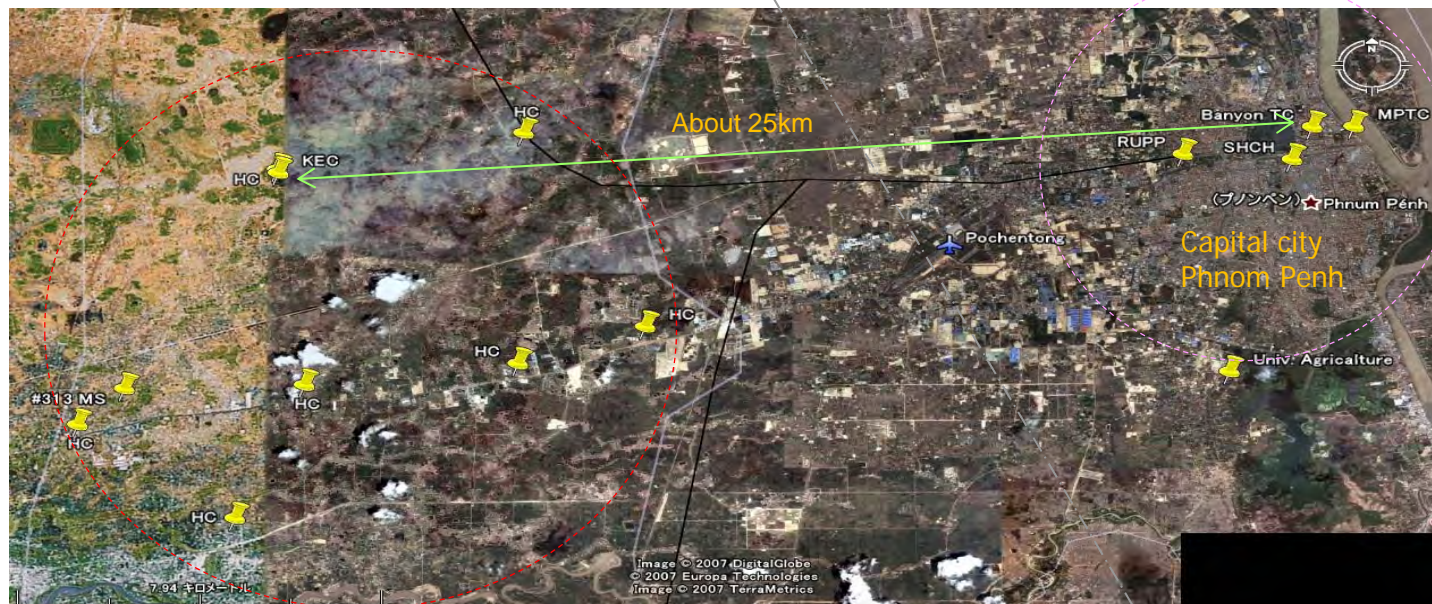 N
HC
About 25km
Banyon TC
MPTC
RUPP
SHCH
KEC
HC
(プノンペン)
Phnum Pénh
Pochentong
Capital city
Phnom Penh
HC
HC
Univ. Agricalture
HC
#313 MS
HC
HC
Image © 2007 DigitalGlobe
© 2007 Europa Technologies
Image © 2007 TerraMetrics
7.94 キロメートル